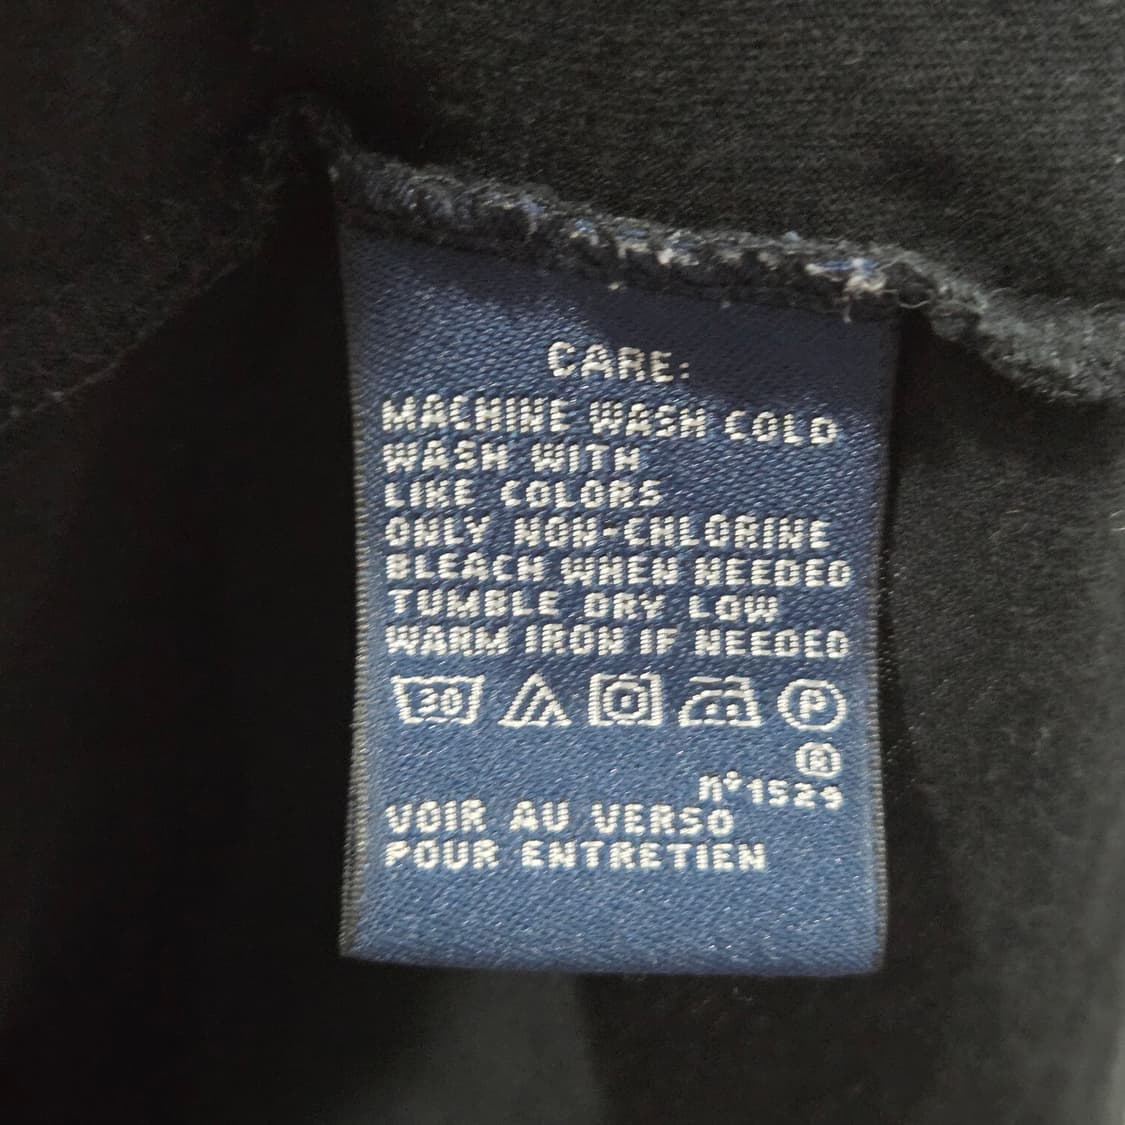 CARE:
MACHINE WASH COLD
WASH WITH
LIKE COLORS
ONLY NON-CHLORINE
BLEACH WHEN NEEDED
TUMBLE DRY LOW
WARM IRON IF NEEDED
30 P
®
n°1529
VOIR AU VERSO
POUR ENTRETIEN